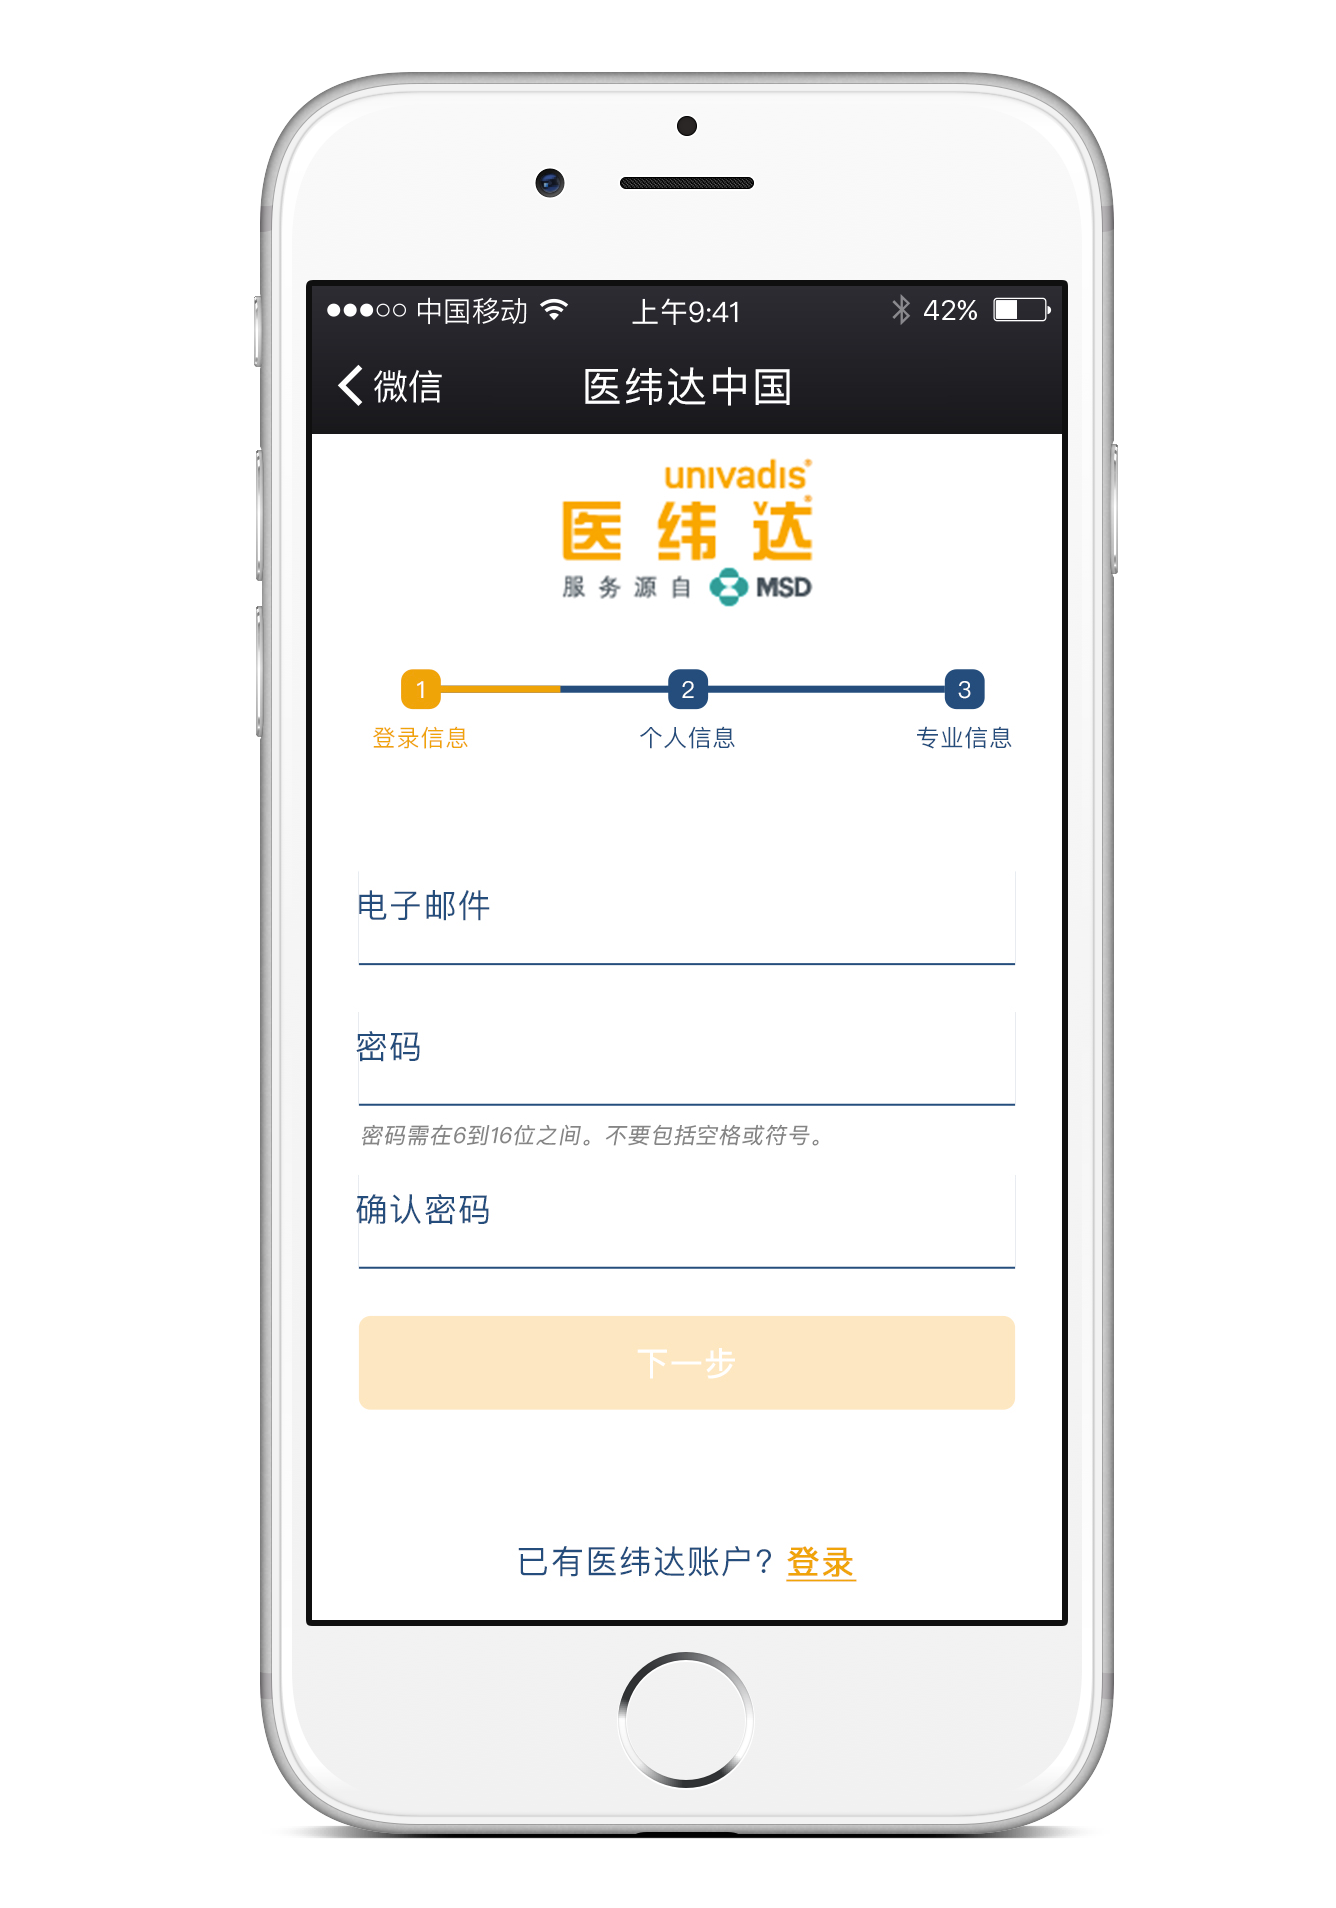 中国移动 上午9:41 42%
微信 医纬达中国
univadis®
医纬达®
服务源自 MSD
1 2 3
登录信息 个人信息 专业信息
电子邮件
密码
密码需在6到16位之间。不要包括空格或符号。
确认密码
下一步
已有医纬达账户? 登录